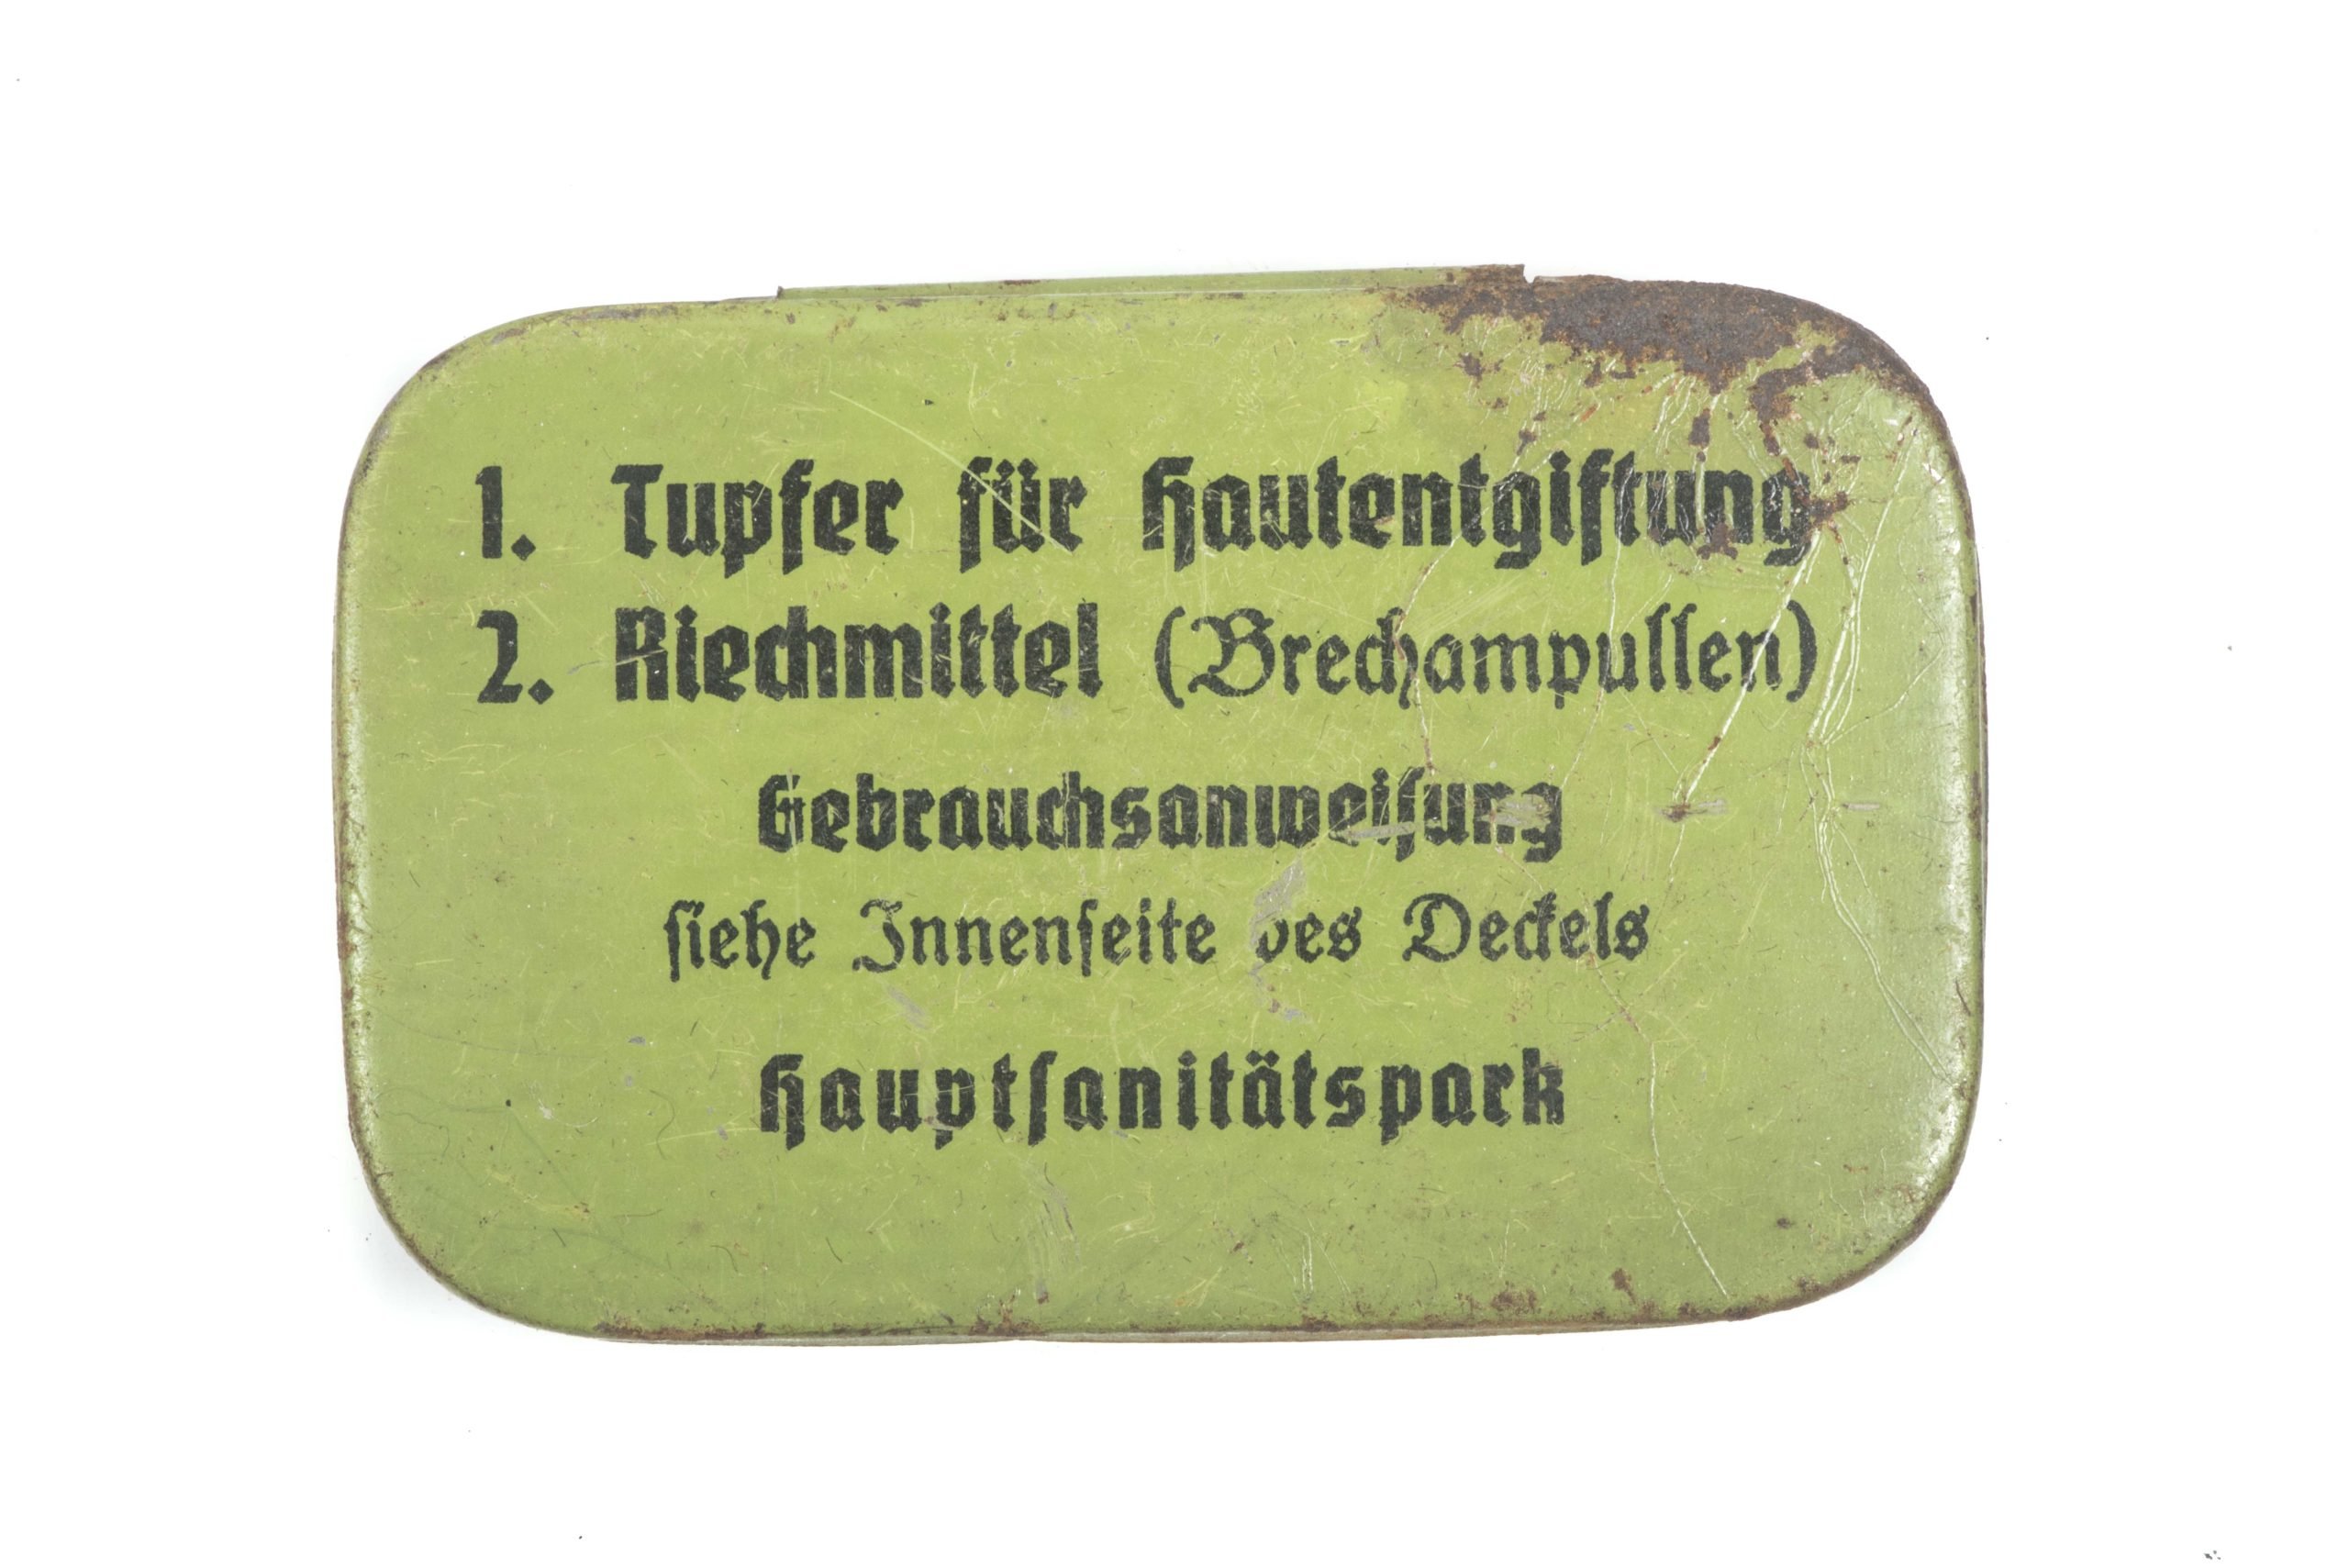 1. Tupfer für Hautentgiftung
2. Riechmittel (Brechampullen)
Gebrauchsanweiſung
ſiehe Innenſeite des Deckels
Hauptſanitätspark